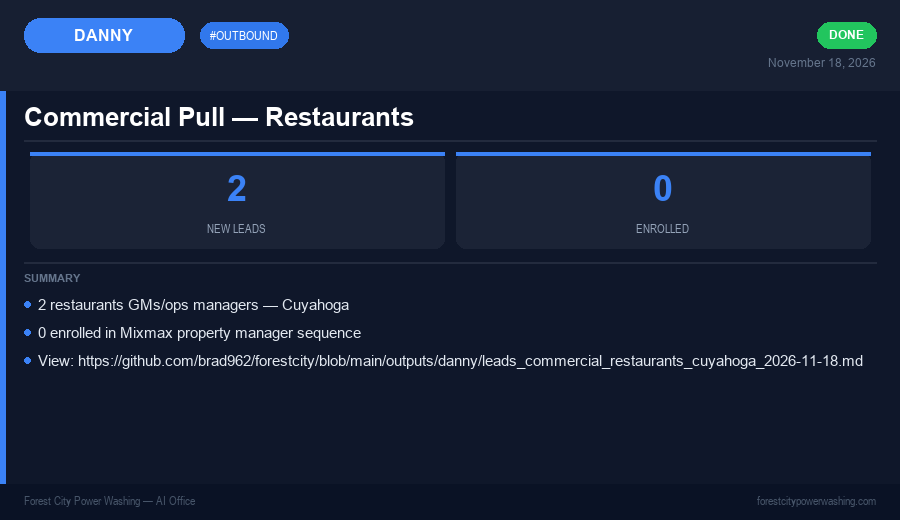 DANNY
#OUTBOUND
DONE
November 18, 2026
Commercial Pull — Restaurants
2
NEW LEADS
0
ENROLLED
SUMMARY
2 restaurants GMs/ops managers — Cuyahoga
0 enrolled in Mixmax property manager sequence
View: https://github.com/brad962/forestcity/blob/main/outputs/danny/leads_commercial_restaurants_cuyahoga_2026-11-18.md
Forest City Power Washing — AI Office
forestcitypowerwashing.com